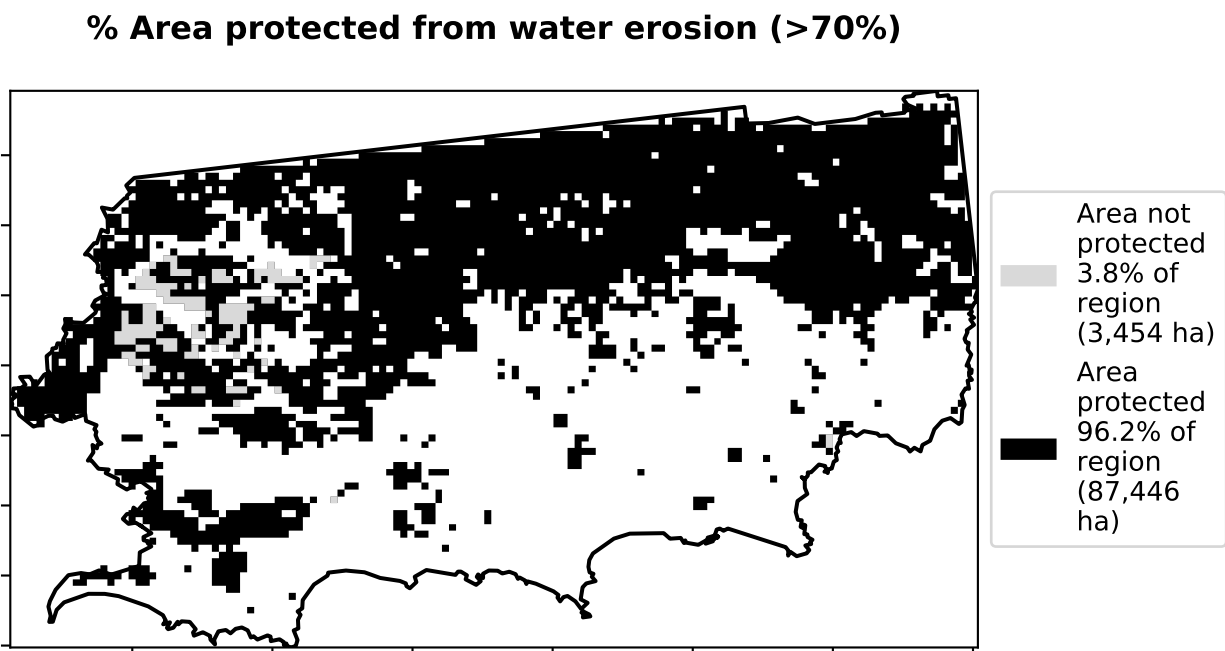 % Area protected from water erosion (>70%)
Area not
protected
3.8% of
region
(3,454 ha)
Area
protected
96.2% of
region
(87,446
ha)